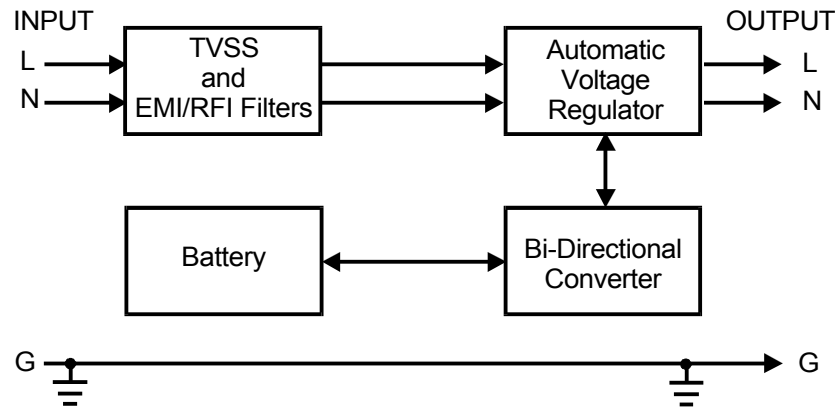 INPUT
OUTPUT
L
N
TVSS
and
EMI/RFI Filters
Automatic
Voltage
Regulator
L
N
Battery
Bi-Directional
Converter
G
G